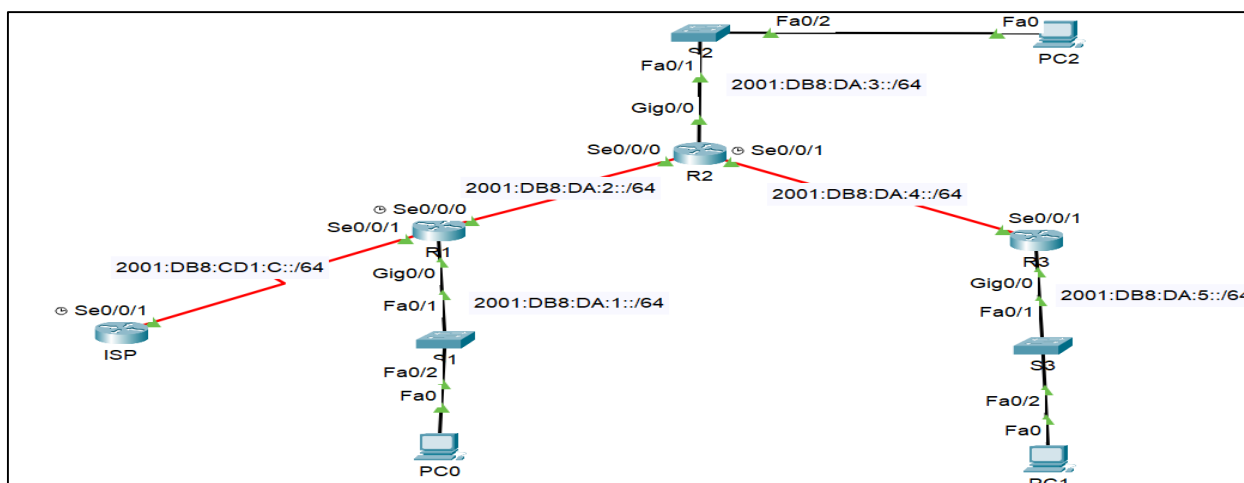 Fa0/2
Fa0
S2
PC2
Fa0/1
2001:DB8:DA:3::/64
Gig0/0
Se0/0/0
Se0/0/1
R2
2001:DB8:DA:2::/64
2001:DB8:DA:4::/64
Se0/0/0
Se0/0/1
Se0/0/1
R1
R3
2001:DB8:CD1:C::/64
Gig0/0
Gig0/0
Fa0/1
2001:DB8:DA:1::/64
2001:DB8:DA:5::/64
Fa0/1
Se0/0/1
ISP
S1
S3
Fa0/2
Fa0
Fa0/2
Fa0
PC0
PC1